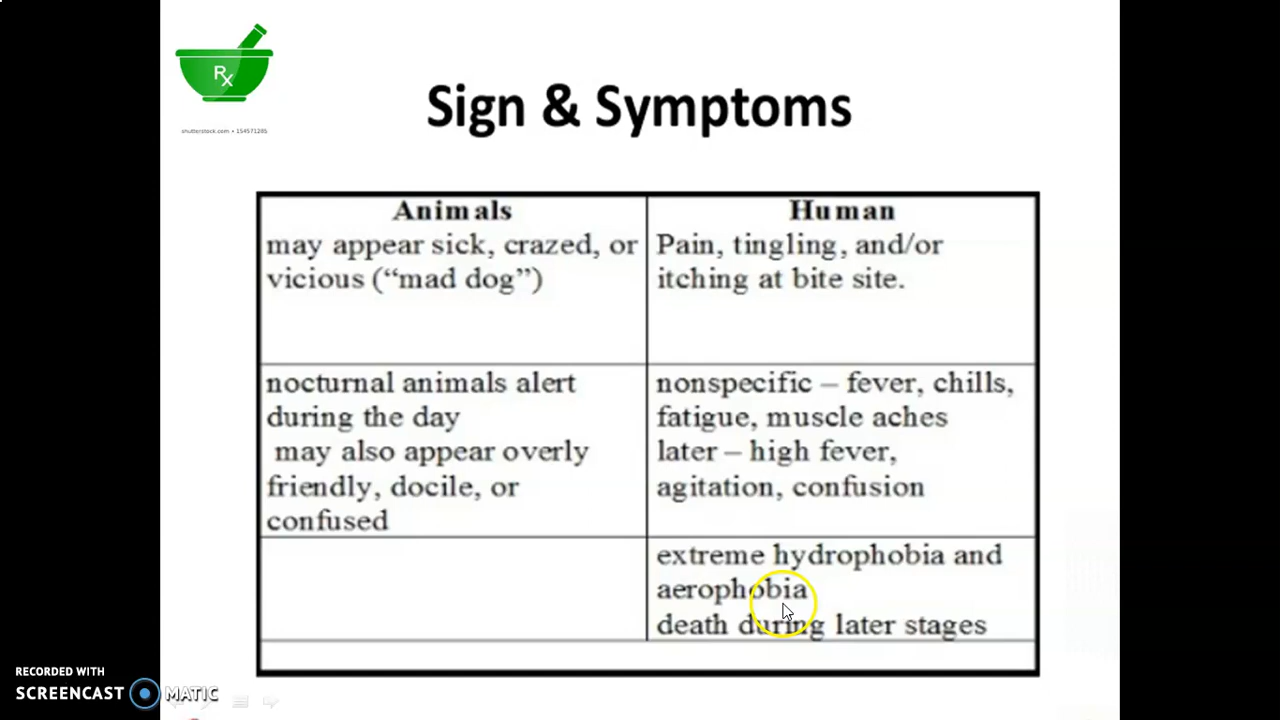 Rx
shutterstock.com • 154571285
Sign & Symptoms
Animals
may appear sick, crazed, or
vicious (“mad dog”)
Human
Pain, tingling, and/or
itching at bite site.
nocturnal animals alert
during the day
may also appear overly
friendly, docile, or
confused
nonspecific – fever, chills,
fatigue, muscle aches
later – high fever,
agitation, confusion
extreme hydrophobia and
aerophobia
death during later stages
RECORDED WITH
SCREENCAST MATIC